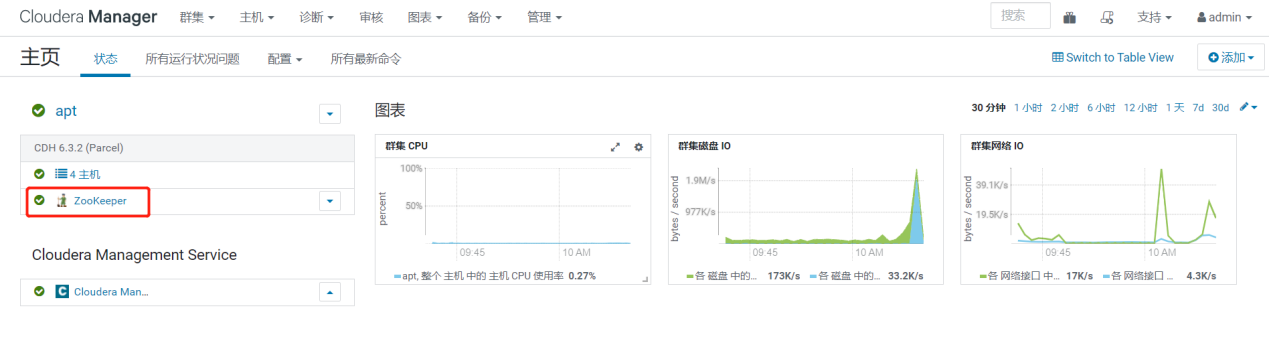 Cloudera Manager 群集 主机 诊断 审核 图表 备份 管理 搜索 支持 admin
主页 状态 所有运行状况问题 配置 所有最新命令 Switch to Table View 添加
apt
CDH 6.3.2 (Parcel)
4 主机
ZooKeeper
Cloudera Management Service
C Cloudera Man...
图表 30 分钟 1 小时 2 小时 6 小时 12 小时 1 天 7d 30d
群集 CPU
percent
100%
50%
09:45 10 AM
apt, 整个 主机 中的 主机 CPU 使用率 0.27%
群集磁盘 IO
bytes / second
1.9M/s
977K/s
09:45 10 AM
各 磁盘 中的... 173K/s 各 磁盘 中的... 33.2K/s
群集网络 IO
bytes / second
39.1K/s
19.5K/s
09:45 10 AM
各 网络接口 中... 17K/s 各 网络接口 ... 4.3K/s